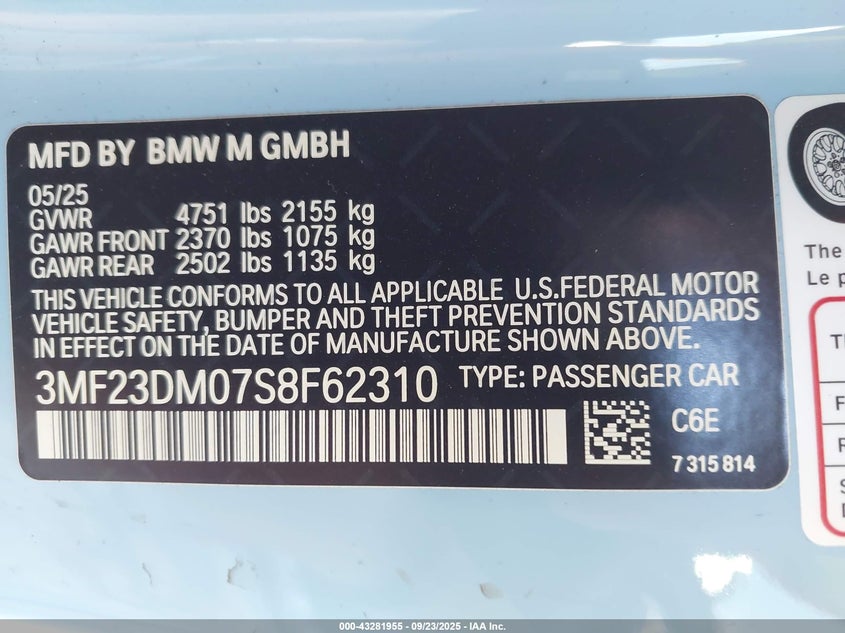 MFD BY BMW M GMBH
05/25
GVWR 4751 lbs 2155 kg
GAWR FRONT 2370 lbs 1075 kg
GAWR REAR 2502 lbs 1135 kg
THIS VEHICLE CONFORMS TO ALL APPLICABLE U.S.FEDERAL MOTOR
VEHICLE SAFETY, BUMPER AND THEFT PREVENTION STANDARDS
IN EFFECT ON THE DATE OF MANUFACTURE SHOWN ABOVE.
3MF23DM07S8F62310 TYPE: PASSENGER CAR
C6E
7 315 814
The
Le p
000-43281955 - 09/23/2025 - IAA Inc.